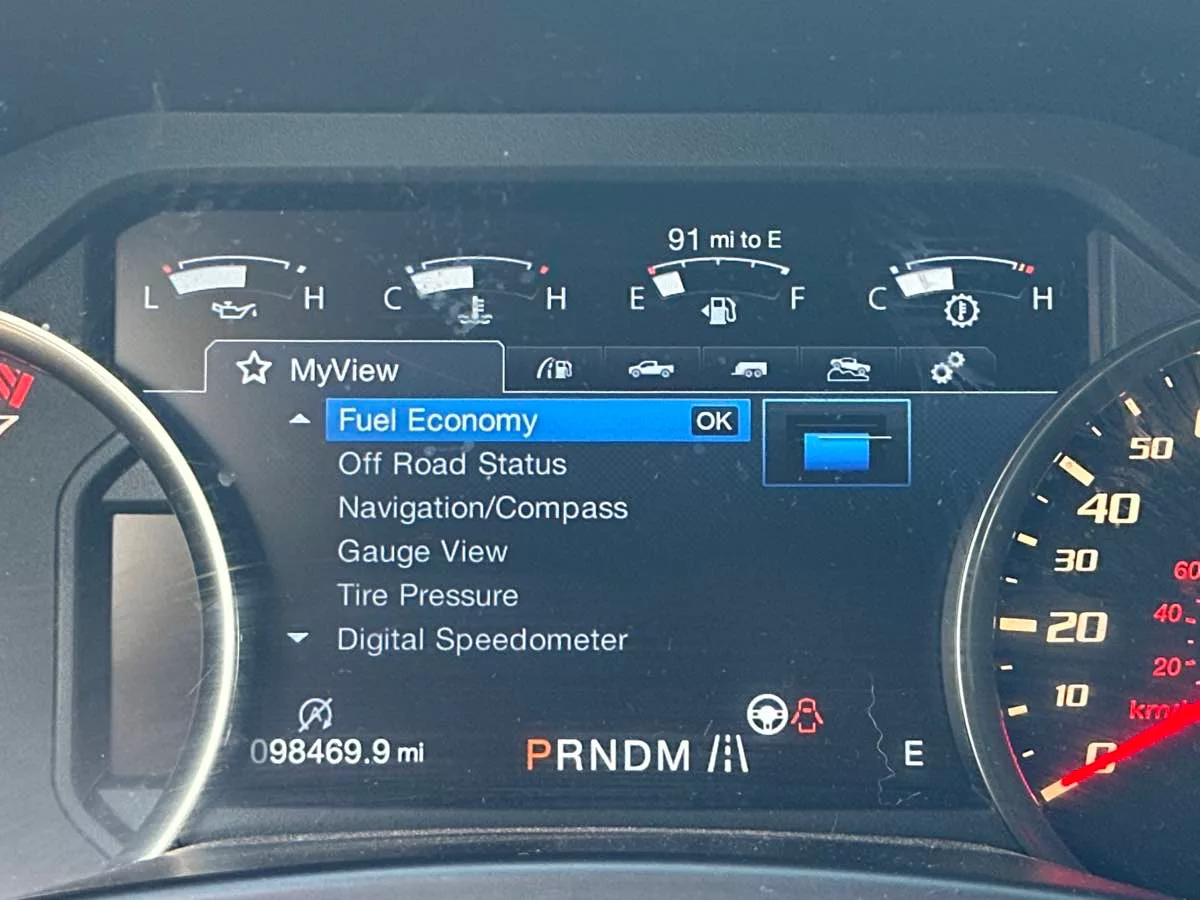 91 mi to E
L H C H E F C H
MyView
Fuel Economy OK
Off Road Status
Navigation/Compass
Gauge View
Tire Pressure
Digital Speedometer
098469.9 mi
PRNDM
E
50
40
30
20
10
0
60
40
20